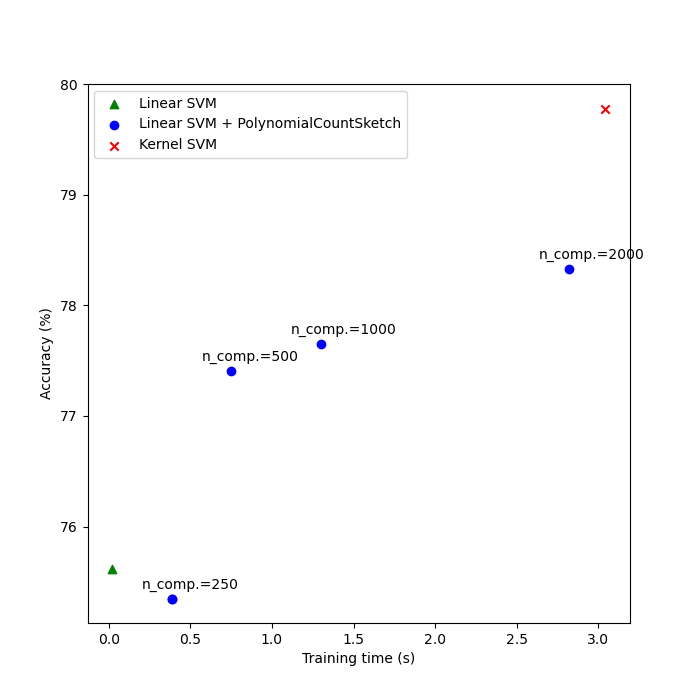 80
Linear SVM
Linear SVM + PolynomialCountSketch
Kernel SVM
79
n_comp.=2000
78
n_comp.=1000
n_comp.=500
77
76
n_comp.=250
Accuracy (%)
0.0 0.5 1.0 1.5 2.0 2.5 3.0
Training time (s)